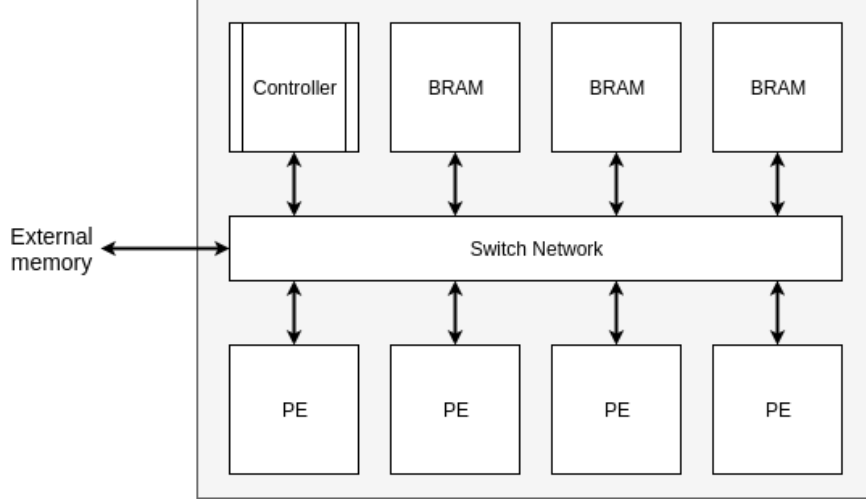 Controller
BRAM
BRAM
BRAM
External
memory
Switch Network
PE
PE
PE
PE